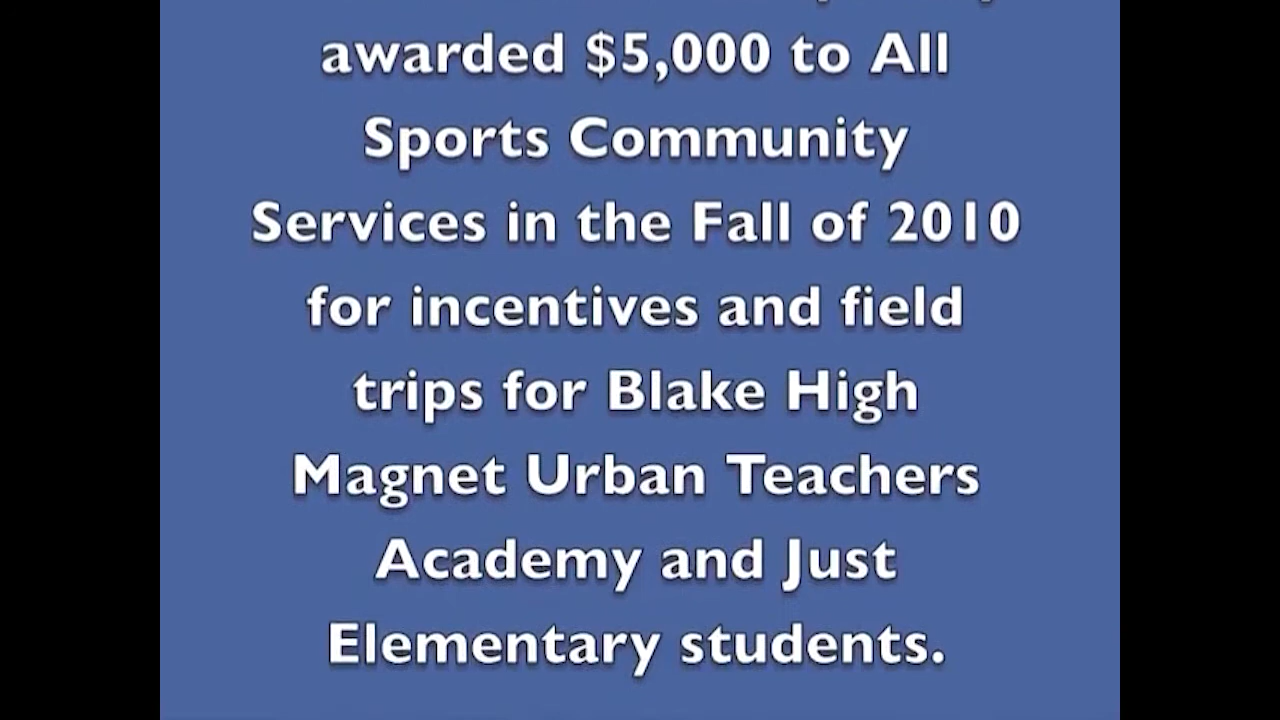 awarded $5,000 to All
Sports Community
Services in the Fall of 2010
for incentives and field
trips for Blake High
Magnet Urban Teachers
Academy and Just
Elementary students.